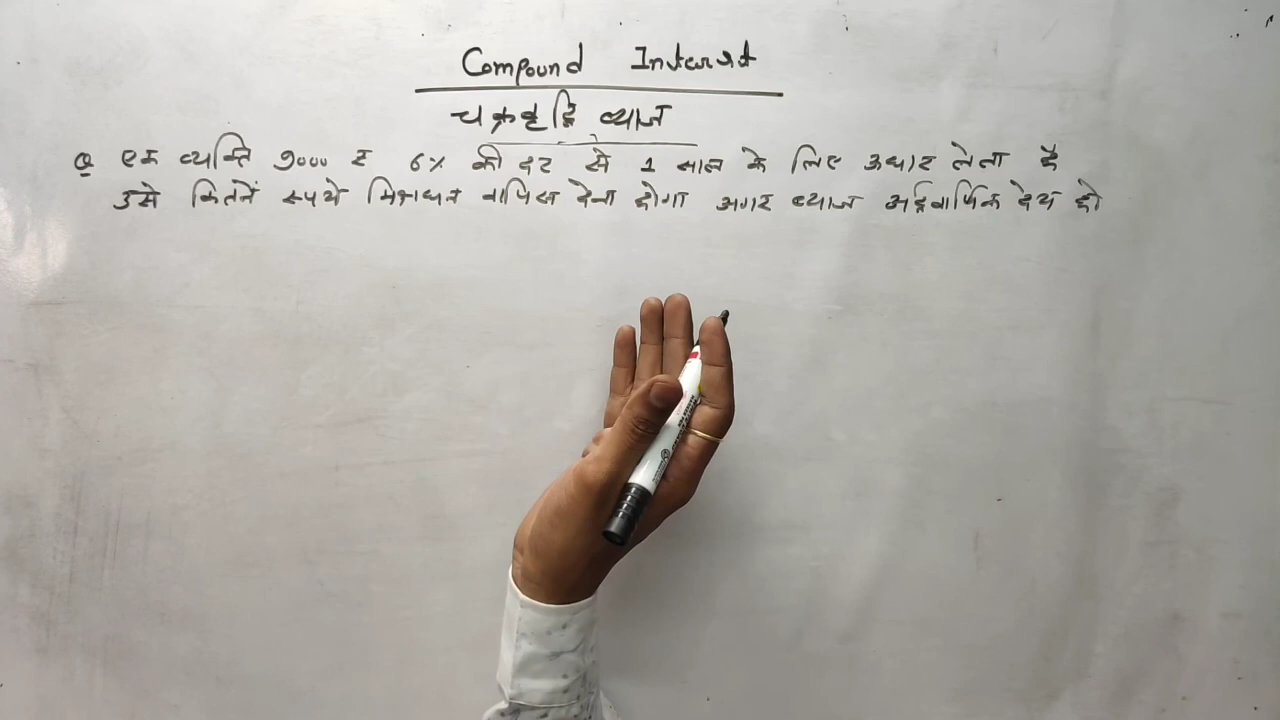 Compound Interest
चक्रवृद्धि व्याज
Q एक व्यक्ति 9000 ₹ 6% की दर से 1 साल के लिए उधार लेता है
उसे कितने रुपये मिश्रधन वापिस देना होगा अगर व्याज अर्द्धवार्षिक देय हो